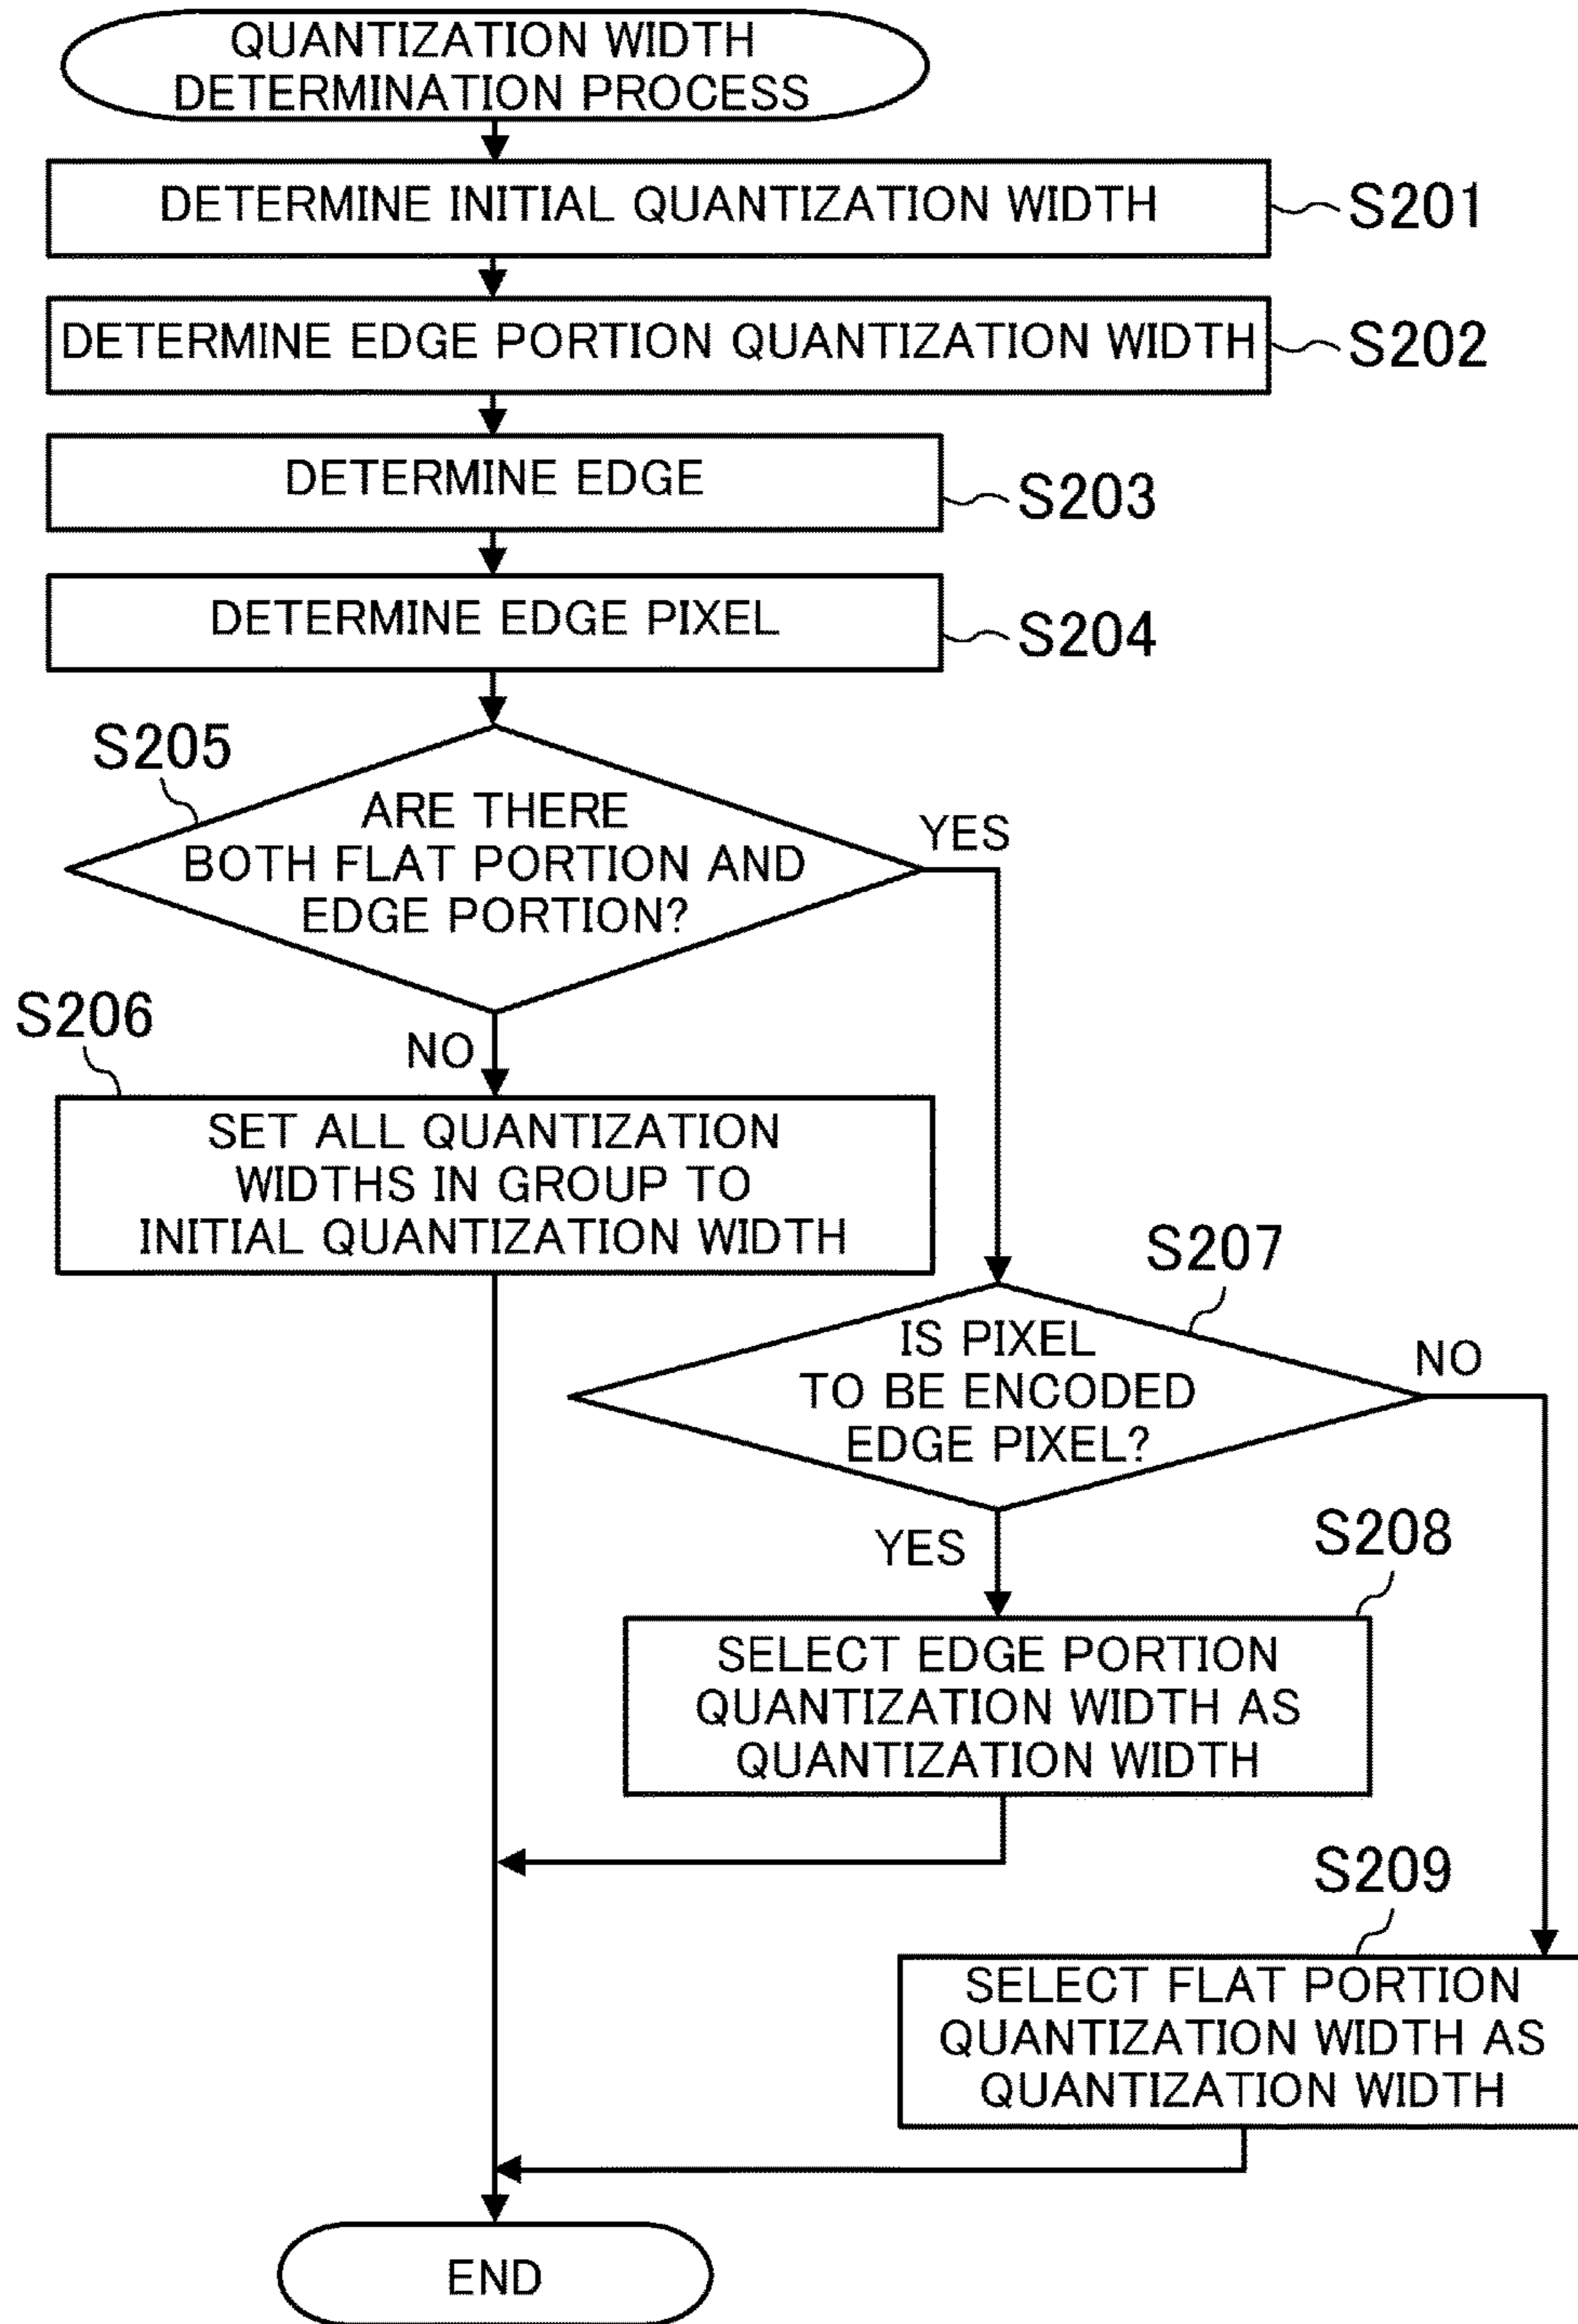 QUANTIZATION WIDTH
DETERMINATION PROCESS
DETERMINE INITIAL QUANTIZATION WIDTH
S201
DETERMINE EDGE PORTION QUANTIZATION WIDTH
S202
DETERMINE EDGE
S203
DETERMINE EDGE PIXEL
S204
S205
ARE THERE
BOTH FLAT PORTION AND
EDGE PORTION?
YES
NO
S206
SET ALL QUANTIZATION
WIDTHS IN GROUP TO
INITIAL QUANTIZATION WIDTH
S207
IS PIXEL
TO BE ENCODED
EDGE PIXEL?
NO
YES
S208
SELECT EDGE PORTION
QUANTIZATION WIDTH AS
QUANTIZATION WIDTH
S209
SELECT FLAT PORTION
QUANTIZATION WIDTH AS
QUANTIZATION WIDTH
END